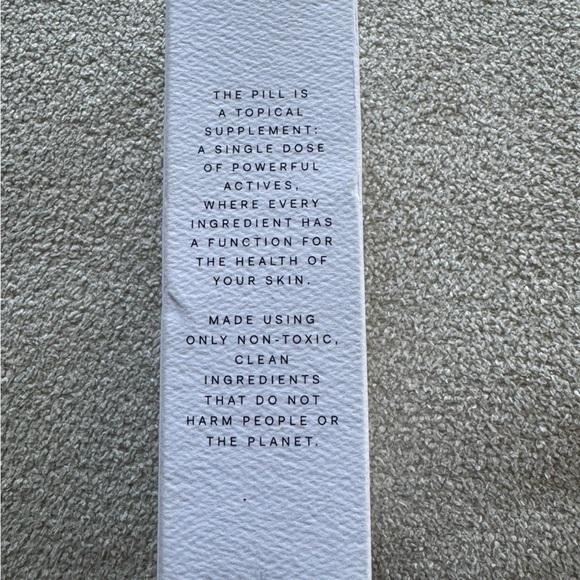 THE PILL IS
A TOPICAL
SUPPLEMENT:
A SINGLE DOSE
OF POWERFUL
ACTIVES,
WHERE EVERY
INGREDIENT HAS
A FUNCTION FOR
THE HEALTH OF
YOUR SKIN.
MADE USING
ONLY NON-TOXIC,
CLEAN
INGREDIENTS
THAT DO NOT
HARM PEOPLE OR
THE PLANET.